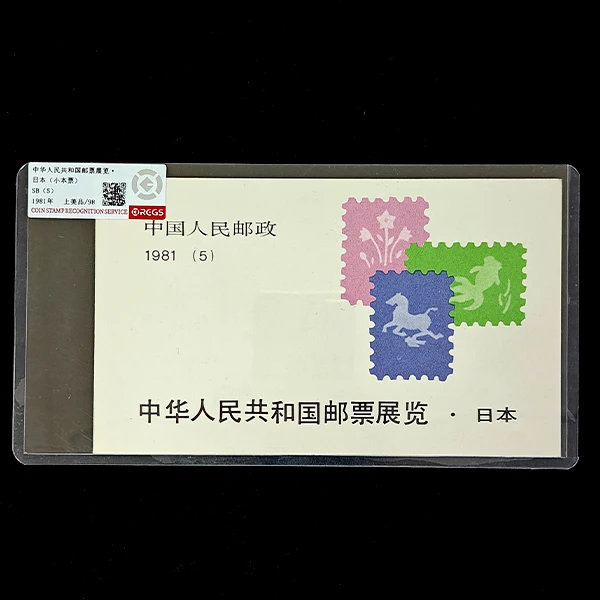 中华人民共和国邮票展览·
日本(小本票)
SB(5)
1981年 上美品/98
COIN STAMP RECOGNITION SERVICE REGS
中国人民邮政
1981 (5)
中华人民共和国邮票展览 · 日本